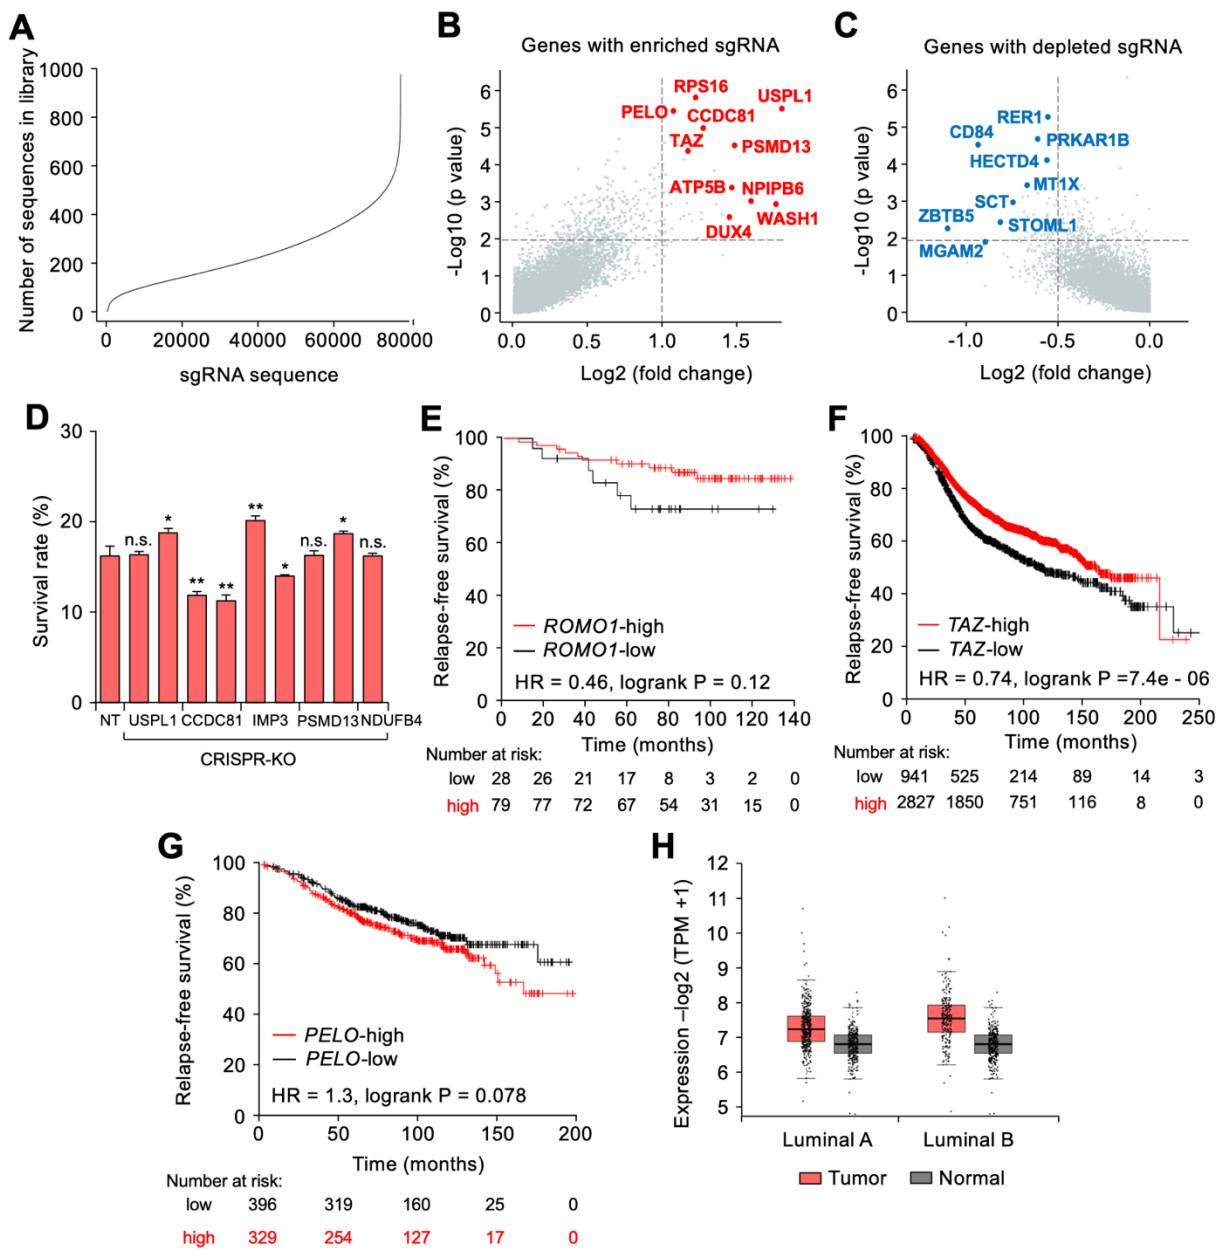 A
Number of sequences in library
1000
800
600
400
200
0
0
20000
40000
60000
80000
sgRNA sequence
B
Genes with enriched sgRNA
-Log10 (p value)
6
5
4
3
2
1
0
RPS16
USPL1
PELO
CCDC81
TAZ
PSMD13
ATP5B
NPIPB6
WASH1
DUX4
0.0
0.5
1.0
1.5
Log2 (fold change)
C
Genes with depleted sgRNA
-Log10 (p value)
6
5
4
3
2
1
0
RER1
CD84
PRKAR1B
HECTD4
MT1X
SCT
ZBTB5
STOML1
MGAM2
-1.0
-0.5
0.0
Log2 (fold change)
D
Survival rate (%)
30
20
10
0
n.s.
*
**
**
**
*
n.s.
*
n.s.
NT
USPL1
CCDC81
IMP3
PSMD13
NDUFB4
CRISPR-KO
E
Relapse-free survival (%)
100
80
60
40
20
0
ROMO1-high
ROMO1-low
HR = 0.46, logrank P = 0.12
0 20 40 60 80 100 120 140
Time (months)
Number at risk:
low 28 26 21 17 8 3 2 0
high 79 77 72 67 54 31 15 0
F
Relapse-free survival (%)
100
80
60
40
20
0
TAZ-high
TAZ-low
HR = 0.74, logrank P =7.4e - 06
0 50 100 150 200 250
Time (months)
Number at risk:
low 941 525 214 89 14 3
high 2827 1850 751 116 8 0
G
Relapse-free survival (%)
100
80
60
40
20
0
PELO-high
PELO-low
HR = 1.3, logrank P = 0.078
0 50 100 150 200
Time (months)
Number at risk:
low 396 319 160 25 0
high 329 254 127 17 0
H
Expression –log2 (TPM +1)
12
11
10
9
8
7
6
5
Luminal A
Luminal B
Tumor
Normal